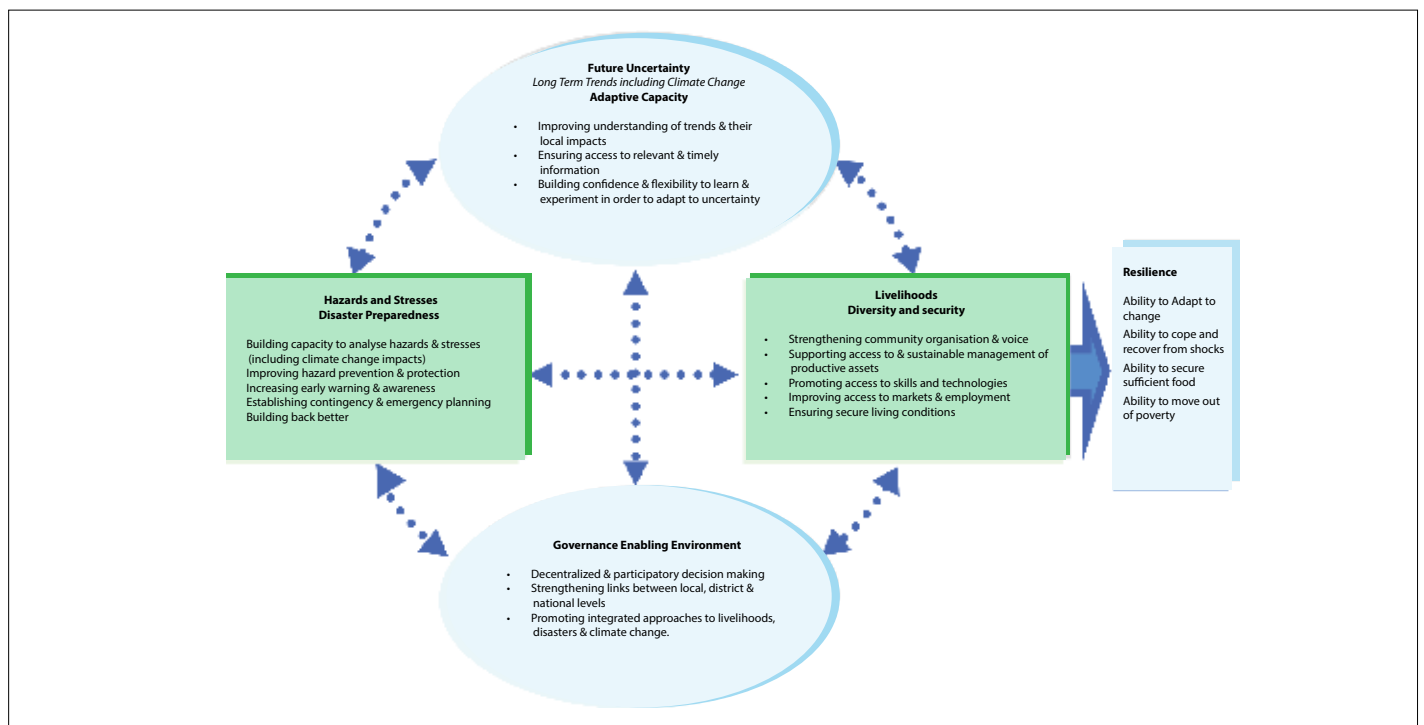 Future Uncertainty
Long Term Trends including Climate Change
Adaptive Capacity
• Improving understanding of trends & their
local impacts
• Ensuring access to relevant & timely
information
• Building confidence & flexibility to learn &
experiment in order to adapt to uncertainty
Hazards and Stresses
Disaster Preparedness
Building capacity to analyse hazards & stresses
(including climate change impacts)
Improving hazard prevention & protection
Increasing early warning & awareness
Establishing contingency & emergency planning
Building back better
Livelihoods
Diversity and security
• Strengthening community organisation & voice
• Supporting access to & sustainable management of
productive assets
• Promoting access to skills and technologies
• Improving access to markets & employment
• Ensuring secure living conditions
Resilience
Ability to Adapt to
change
Ability to cope and
recover from shocks
Ability to secure
sufficient food
Ability to move out
of poverty
Governance Enabling Environment
• Decentralized & participatory decision making
• Strengthening links between local, district &
national levels
• Promoting integrated approaches to livelihoods,
disasters & climate change.